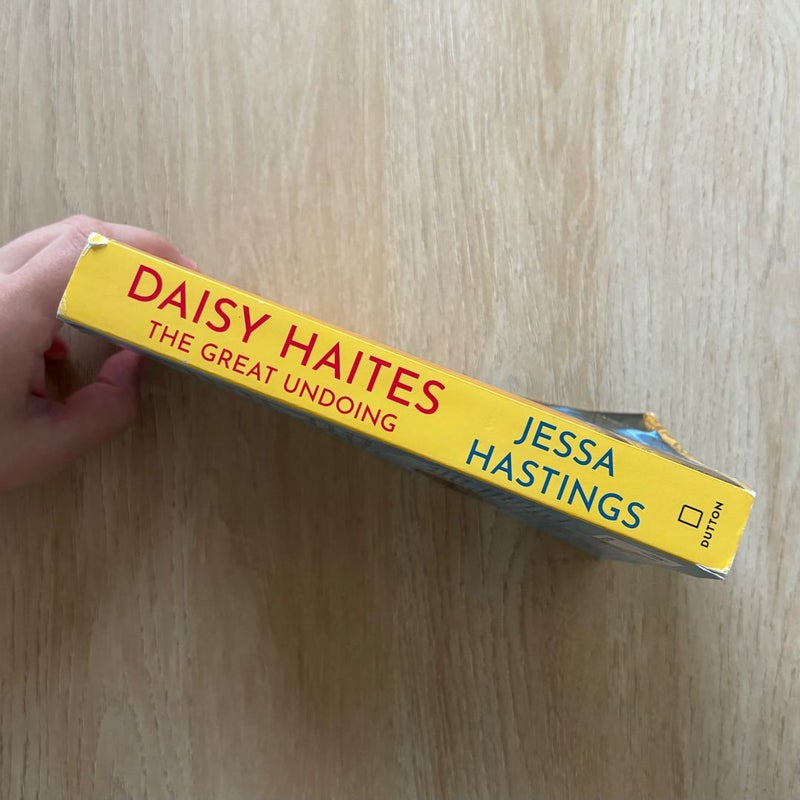 DAISY HAITES
THE GREAT UNDOING
JESSA
HASTINGS
DUTTON